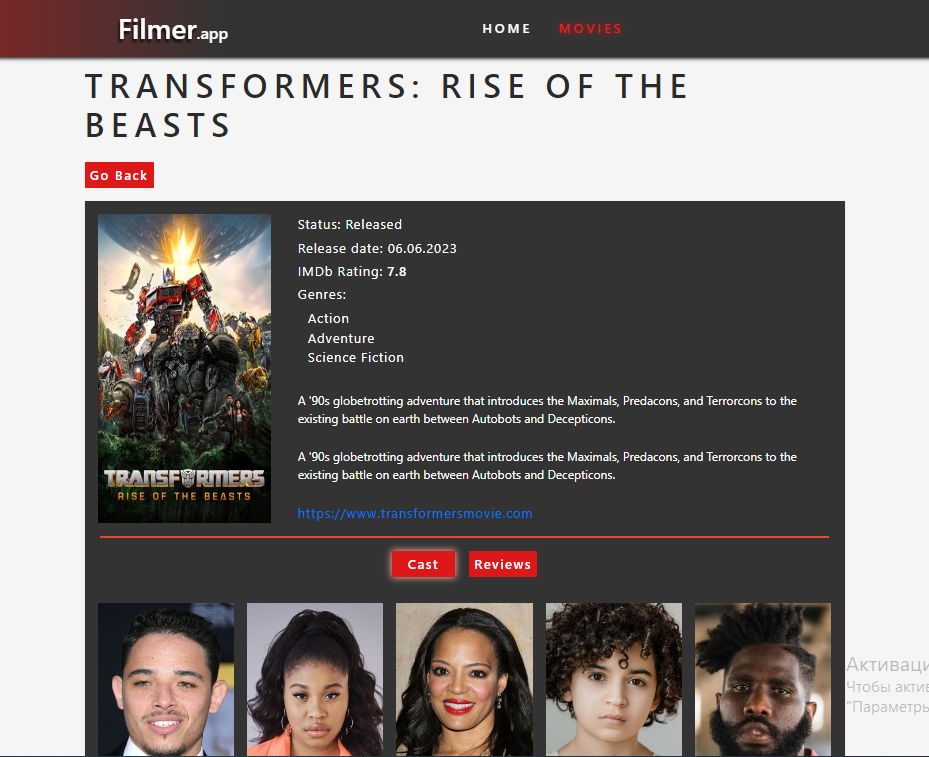 Filmer.app
HOME MOVIES
TRANSFORMERS: RISE OF THE
BEASTS
Go Back
Status: Released
Release date: 06.06.2023
IMDb Rating: 7.8
Genres:
Action
Adventure
Science Fiction
A '90s globetrotting adventure that introduces the Maximals, Predacons, and Terrorcons to the
existing battle on earth between Autobots and Decepticons.
A '90s globetrotting adventure that introduces the Maximals, Predacons, and Terrorcons to the
existing battle on earth between Autobots and Decepticons.
https://www.transformersmovie.com
TRANSFORMERS
RISE OF THE BEASTS
Cast Reviews
Активаци
Чтобы актив
"Параметры